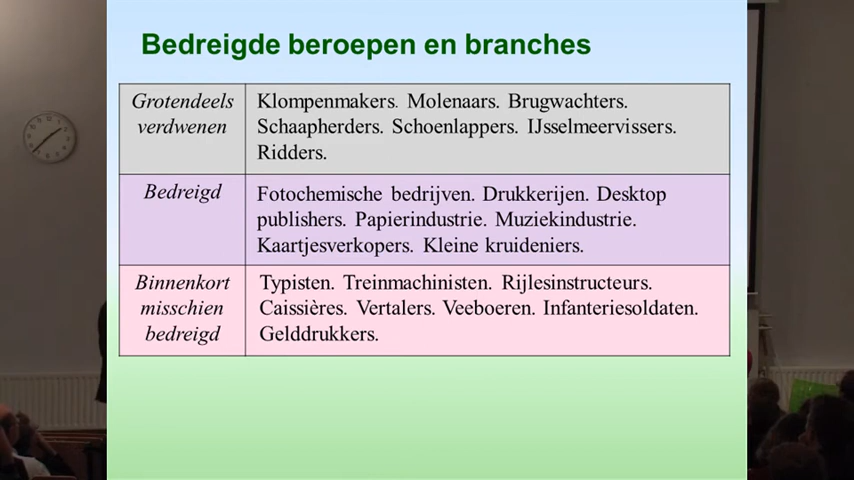 Bedreigde beroepen en branches
Grotendeels
verdwenen
Klompenmakers. Molenaars. Brugwachters.
Schaapherders. Schoenlappers. IJsselmeervissers.
Ridders.
Bedreigd
Fotochemische bedrijven. Drukkerijen. Desktop
publishers. Papierindustrie. Muziekindustrie.
Kaartjesverkopers. Kleine kruideniers.
Binnenkort
misschien
bedreigd
Typisten. Treinmachinisten. Rijlesinstructeurs.
Caissières. Vertalers. Veeboeren. Infanteriesoldaten.
Gelddrukkers.